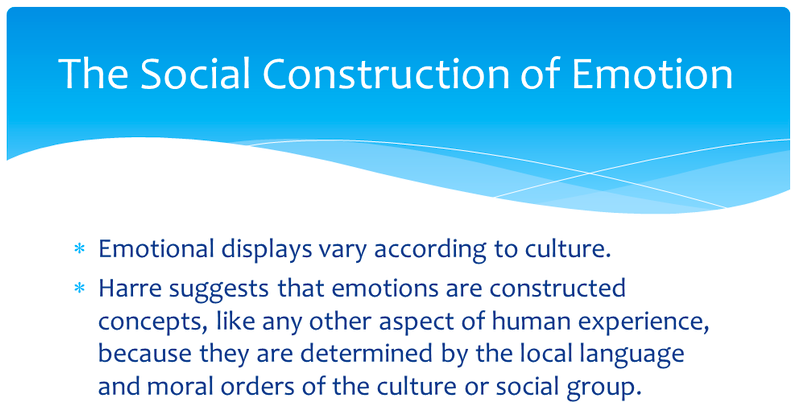 The Social Construction of Emotion
* Emotional displays vary according to culture.
* Harre suggests that emotions are constructed
concepts, like any other aspect of human experience,
because they are determined by the local language
and moral orders of the culture or social group.